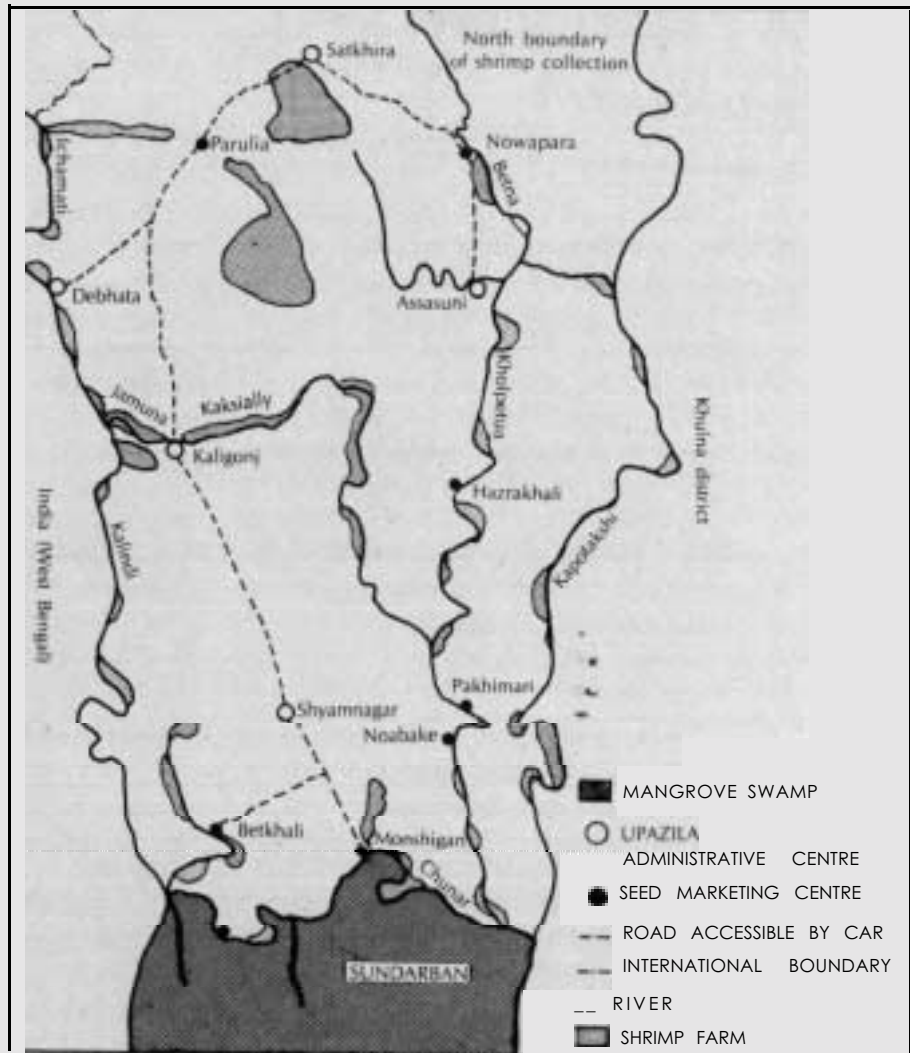 Satkhira
North boundary
of shrimp collection
Parulia
Nowapara
Ichamati
Betna
Debhata
Assasuni
Jamuna
Kaksially
Kholpetua
Kaligonj
Khulna district
Hazrakhali
India (West Bengal)
Kalindi
Kapotakshi
Pakhimari
Shyamnagar
Noabake
MANGROVE SWAMP
Betkhali
Monshigan
UPAZILA
ADMINISTRATIVE CENTRE
Chunar
SEED MARKETING CENTRE
ROAD ACCESSIBLE BY CAR
SUNDARBAN
INTERNATIONAL BOUNDARY
RIVER
SHRIMP FARM